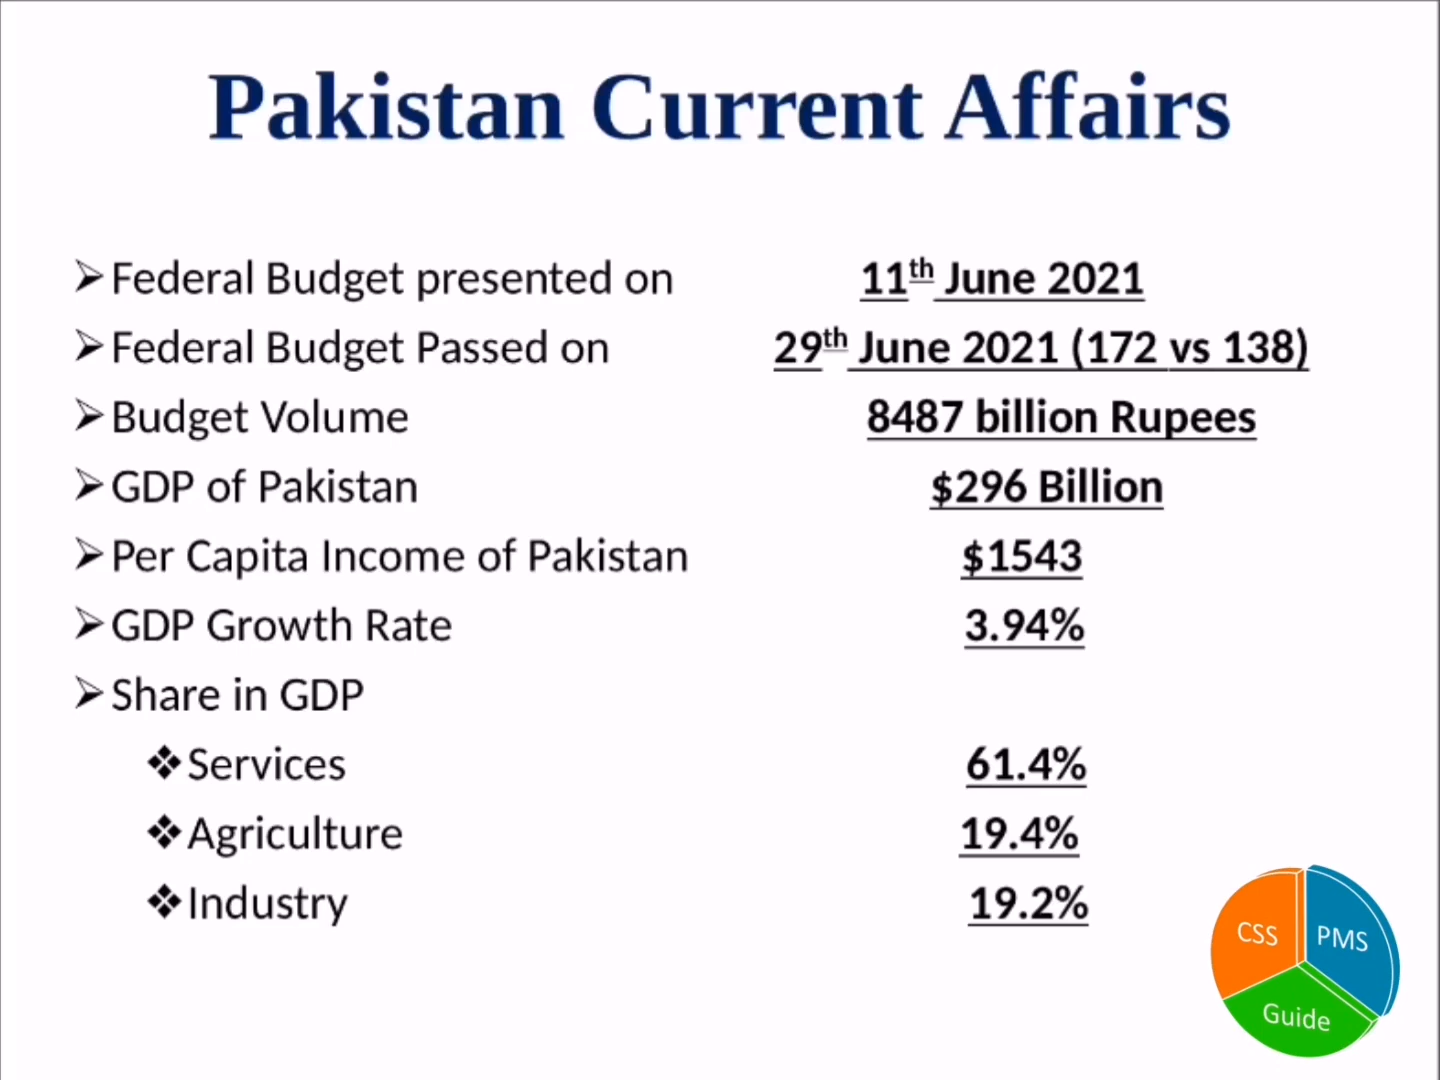 Pakistan Current Affairs
➢Federal Budget presented on 11th June 2021
➢Federal Budget Passed on 29th June 2021 (172 vs 138)
➢Budget Volume 8487 billion Rupees
➢GDP of Pakistan $296 Billion
➢Per Capita Income of Pakistan $1543
➢GDP Growth Rate 3.94%
➢Share in GDP
❖Services 61.4%
❖Agriculture 19.4%
❖Industry 19.2%
CSS PMS
Guide